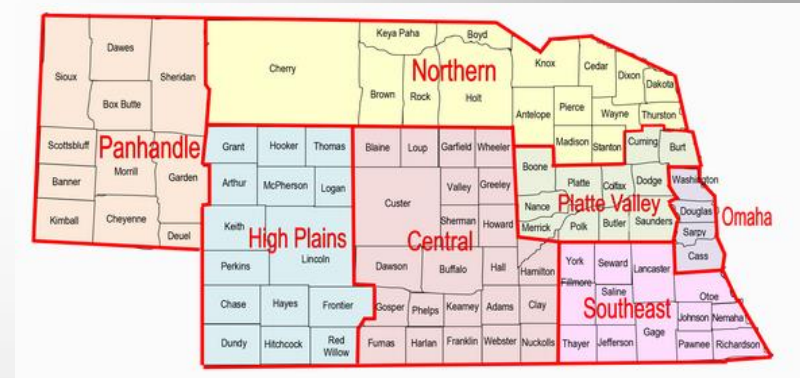 Keya Paha Boyd
Dawes
Sioux Sheridan Cherry Knox Cedar Dixon
Northern Dakota
Box Butte Brown Rock Holt
Antelope Pierce Wayne Thurston
Scottsbluff Grant Hooker Thomas Blaine Loup Garfield Wheeler Madison Stanton Cuming Burt
Panhandle
Morrill Garden Boone
Banner Arthur McPherson Logan Valley Greeley Platte Colfax Dodge Washington
Custer Nance Platte Valley
Kimball Cheyenne Keith Sherman Howard Merrick Polk Butler Saunders Douglas Omaha
Deuel High Plains Central Sarpy
Lincoln Cass
Perkins Dawson Buffalo Hall Hamilton York Seward Lancaster
Fillmore Saline
Chase Hayes Frontier Gosper Phelps Kearney Adams Clay Otoe
Southeast Johnson Nemaha
Dundy Hitchcock Red Willow Furnas Harlan Franklin Webster Nuckolls Thayer Jefferson Gage Pawnee Richardson